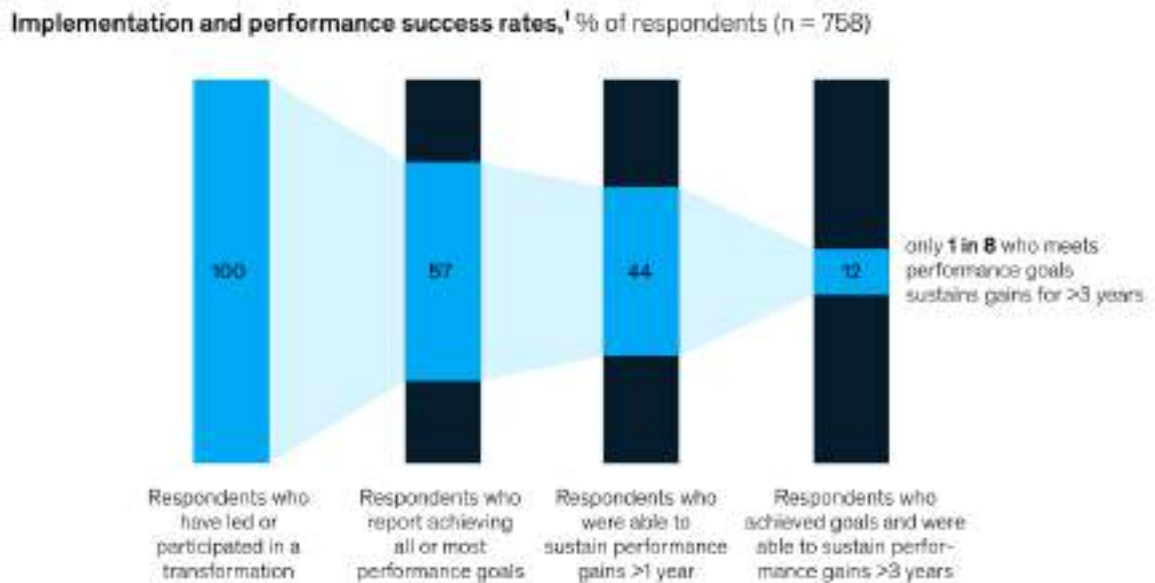 Implementation and performance success rates,¹ % of respondents (n = 758)
100
57
44
12
only 1 in 8 who meets
performance goals
sustains gains for >3 years
Respondents who
have led or
participated in a
transformation
Respondents who
report achieving
all or most
performance goals
Respondents who
were able to
sustain performance
gains >1 year
Respondents who
achieved goals and were
able to sustain perfor-
mance gains >3 years